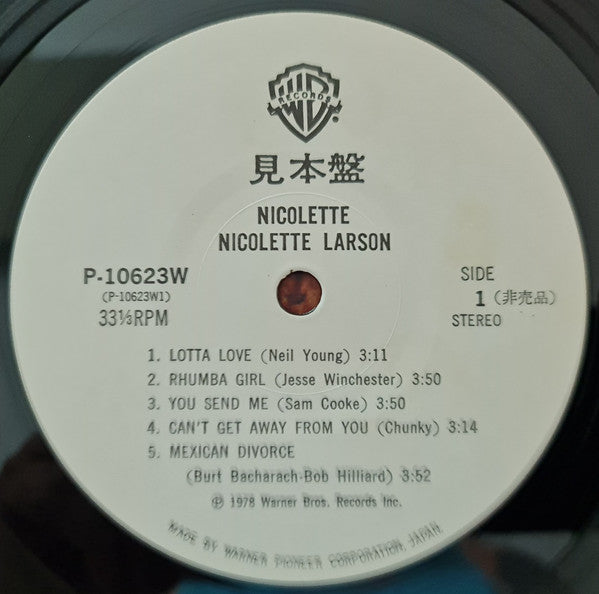 WB
RECORDS
見本盤
NICOLETTE
NICOLETTE LARSON
P-10623W
(P-10623W1)
33⅓RPM
SIDE
1 (非売品)
STEREO
1. LOTTA LOVE (Neil Young) 3:11
2. RHUMBA GIRL (Jesse Winchester) 3:50
3. YOU SEND ME (Sam Cooke) 3:50
4. CAN'T GET AWAY FROM YOU (Chunky) 3:14
5. MEXICAN DIVORCE
(Burt Bacharach-Bob Hilliard) 3:52
℗ 1978 Warner Bros. Records Inc.
MADE BY WARNER PIONEER CORPORATION, JAPAN